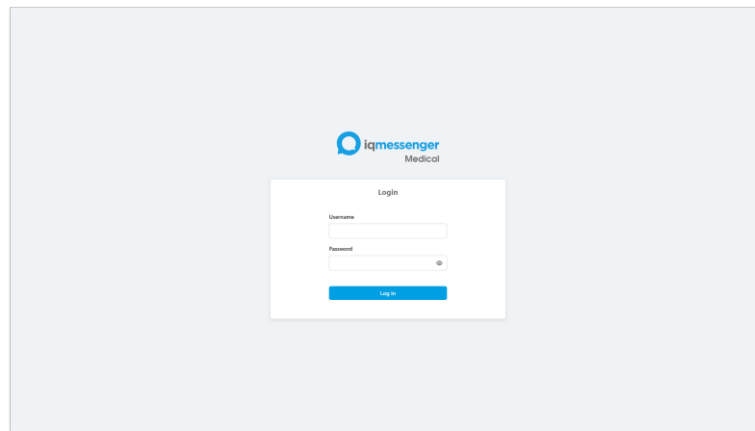 iqmessenger
Medical
Login
Username
Password
Log in